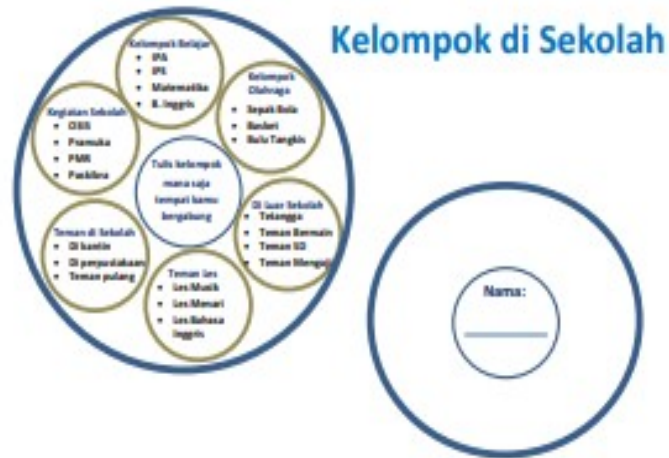 Kelompok di Sekolah
Kelompok Belajar
• IPA
• IPS
• Matematika
• B. Inggris
Kelompok
Olahraga
• Sepak Bola
• Basket
• Bulu Tangkis
Kegiatan Sekolah
• OSIS
• Pramuka
• PMR
• Paskibra
Tulis kelompok
mana saja
tempat kamu
bergabung
Di luar Sekolah
• Tetangga
• Teman Bermain
• Teman SD
• Teman Mengaji
Teman di Sekolah
• Di kantin
• Di perpustakaan
• Teman pulang
Teman Les
• Les Musik
• Les Menari
• Les Bahasa
Inggris
Nama: